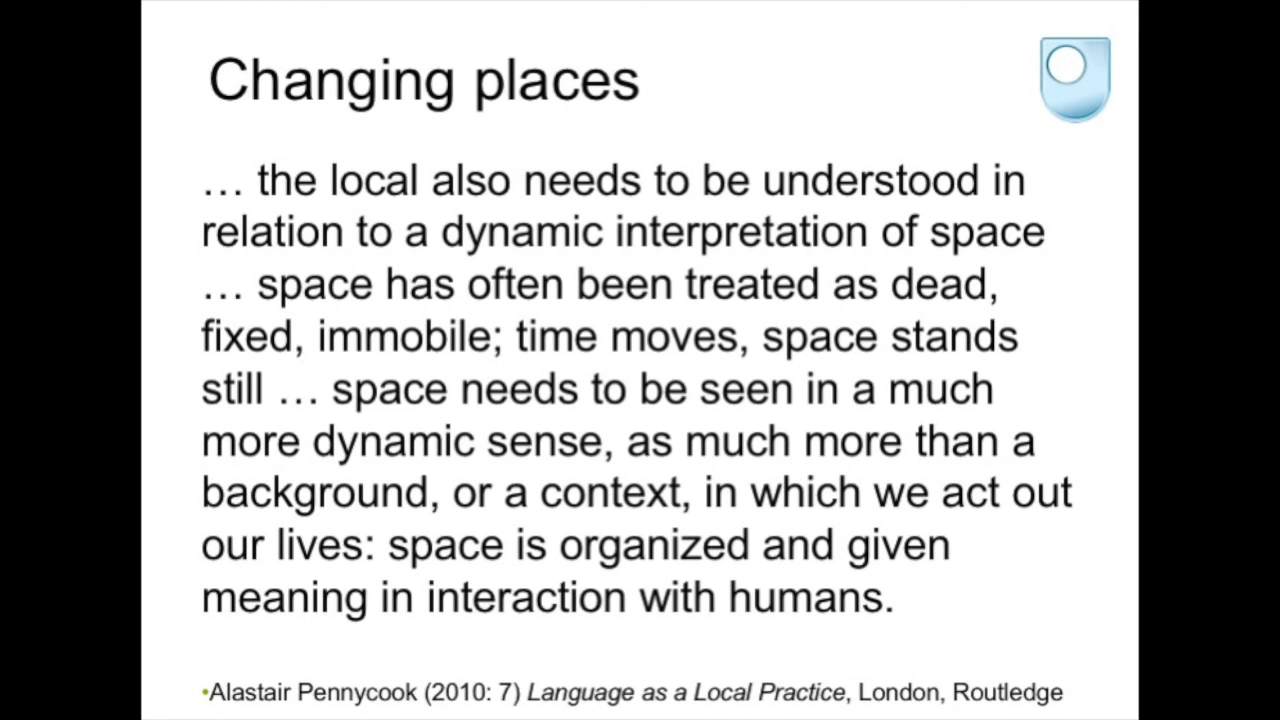 Changing places
… the local also needs to be understood in
relation to a dynamic interpretation of space
… space has often been treated as dead,
fixed, immobile; time moves, space stands
still … space needs to be seen in a much
more dynamic sense, as much more than a
background, or a context, in which we act out
our lives: space is organized and given
meaning in interaction with humans.
•Alastair Pennycook (2010: 7) Language as a Local Practice, London, Routledge